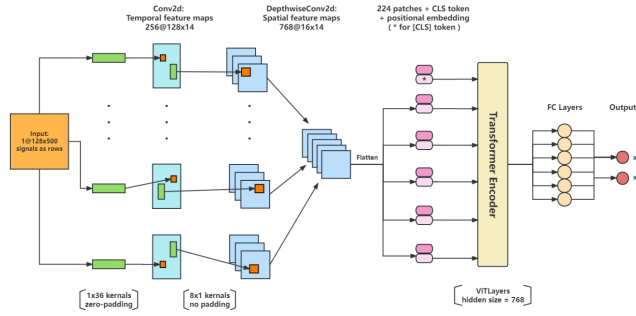 Conv2d:
Temporal feature maps
256@128x14
DepthwiseConv2d:
Spatial feature maps
768@16x14
224 patches + CLS token
+ positional embedding
( * for [CLS] token )
*
Input:
1@128x500
signals as rows
Flatten
Transformer Encoder
FC Layers
Output
x
x
1x36 kernals
zero-padding
8x1 kernals
no padding
ViTLayers
hidden size = 768